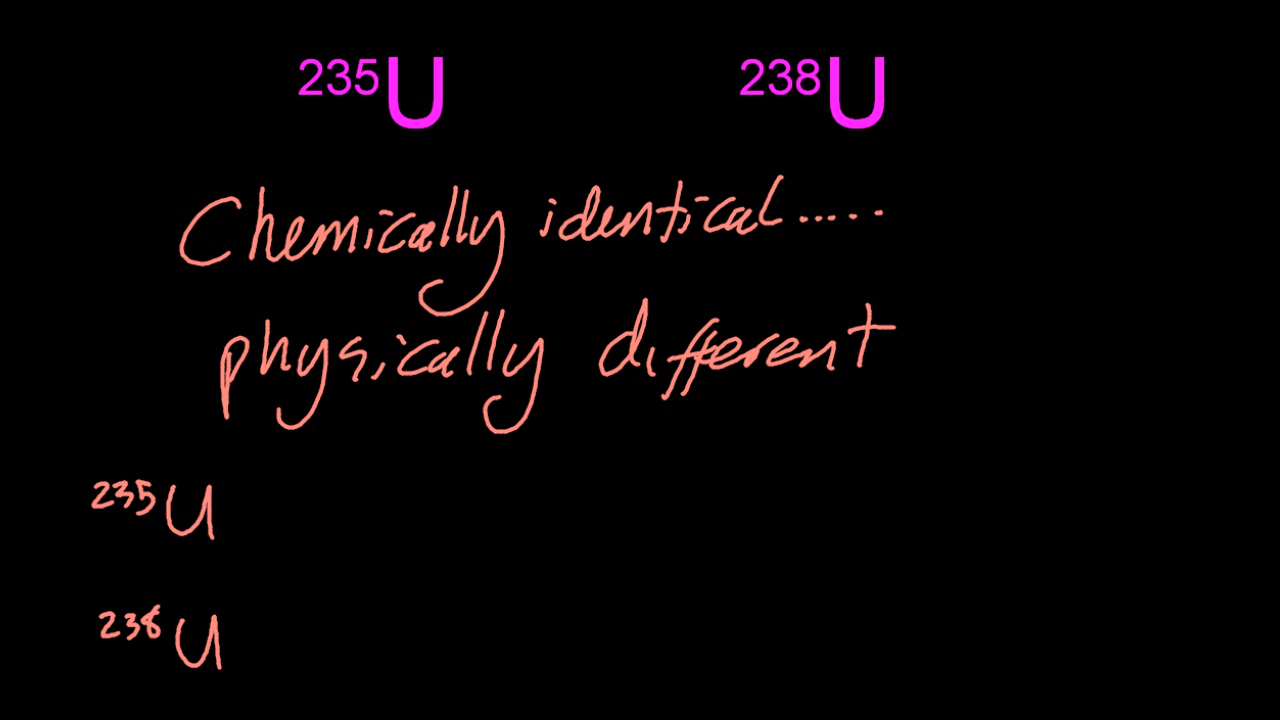 ²³⁵U ²³⁸U
Chemically identical.....
physically different
²³⁵U
²³⁸U